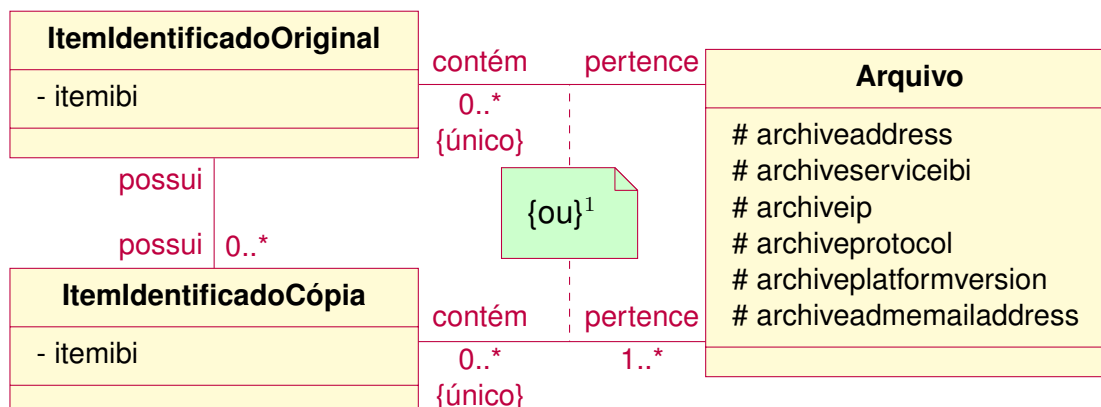 ItemIdentificadoOriginal
- itemibi
contém
0..*
{único}
pertence
Arquivo
# archiveaddress
# archiveserviceibi
# archiveip
# archiveprotocol
# archiveplatformversion
# archiveadmemailaddress
possui
possui
0..*
{ou}¹
ItemIdentificadoCópia
- itemibi
contém
0..*
{único}
pertence
1..*